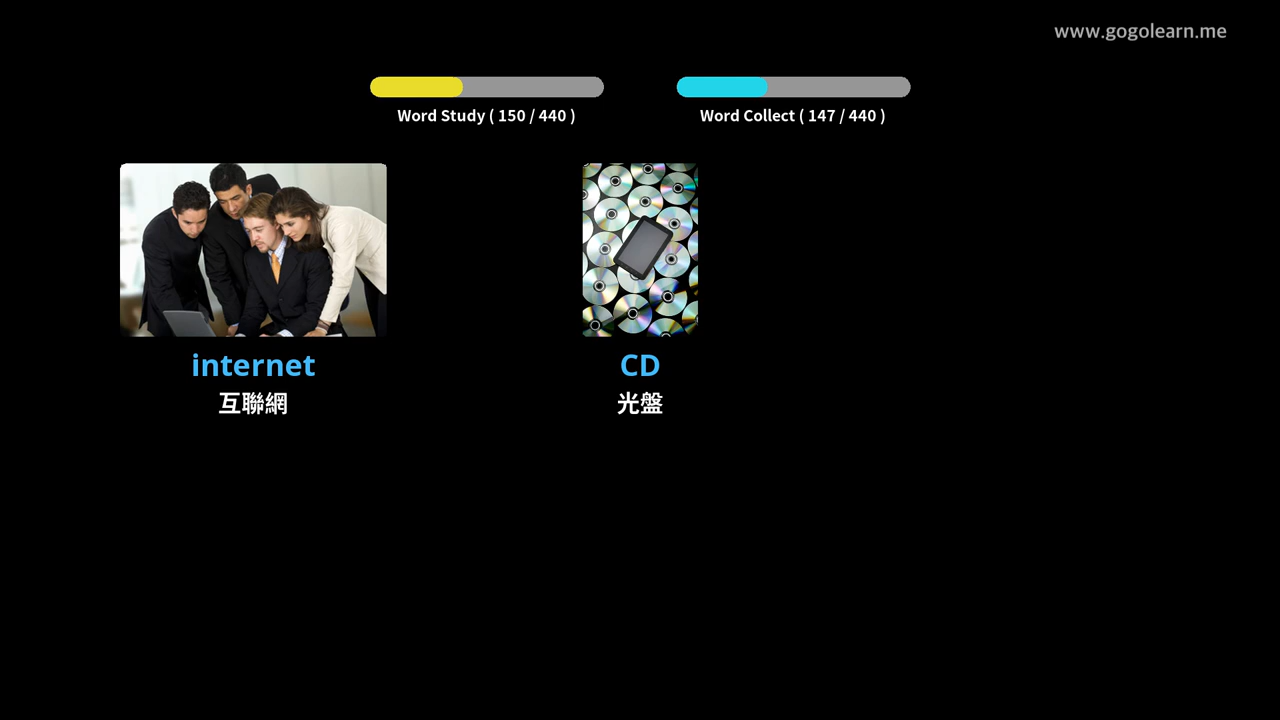 www.gogolearn.me
Word Study ( 150 / 440 )
Word Collect ( 147 / 440 )
internet
互聯網
CD
光盤